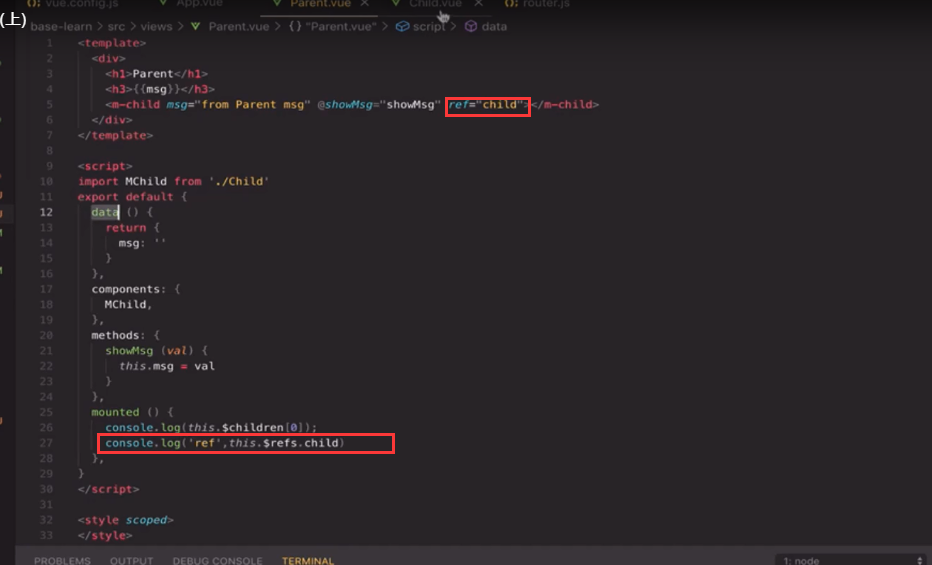 (上)
vue.config.js App.vue Parent.vue Child.vue router.js
base-learn > src > views > Parent.vue > {} "Parent.vue" > script > data
1 <template>
2 <div>
3 <h1>Parent</h1>
4 <h3>{{msg}}</h3>
5 <m-child msg="from Parent msg" @showMsg="showMsg" ref="child"></m-child>
6 </div>
7 </template>
8
9 <script>
10 import MChild from './Child'
11 export default {
12 data () {
13 return {
14 msg: ''
15 }
16 },
17 components: {
18 MChild,
19 },
20 methods: {
21 showMsg (val) {
22 this.msg = val
23 }
24 },
25 mounted () {
26 console.log(this.$children[0]);
27 console.log('ref',this.$refs.child)
28 },
29 }
30 </script>
31
32 <style scoped>
33 </style>
PROBLEMS OUTPUT DEBUG CONSOLE TERMINAL 1: node